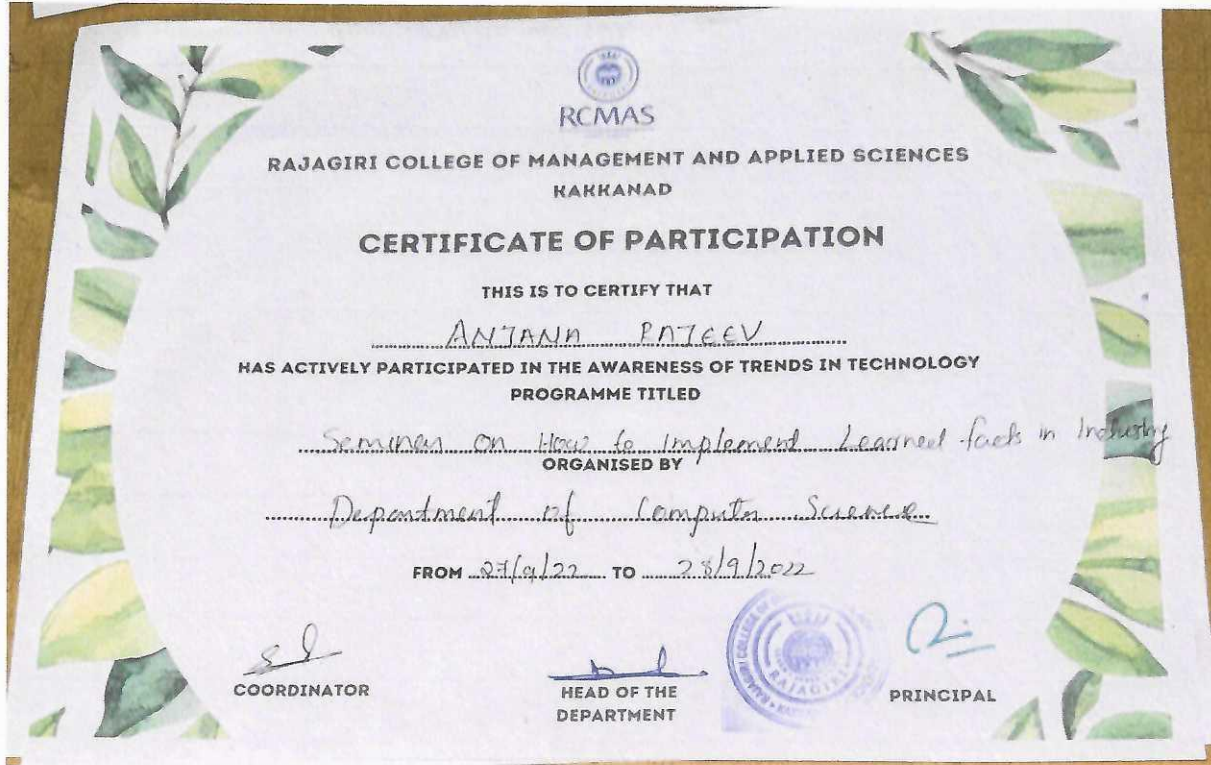 RCMAS
RAJAGIRI COLLEGE OF MANAGEMENT AND APPLIED SCIENCES
KAKKANAD
CERTIFICATE OF PARTICIPATION
THIS IS TO CERTIFY THAT
ANJANA RAJEEV
HAS ACTIVELY PARTICIPATED IN THE AWARENESS OF TRENDS IN TECHNOLOGY
PROGRAMME TITLED
Seminar on How to Implement Learned facts in Industry
ORGANISED BY
Department of Computer Science
FROM 27/9/22 TO 28/9/2022
COORDINATOR
HEAD OF THE
DEPARTMENT
RAJAGIRI COLLEGE OF
PRINCIPAL